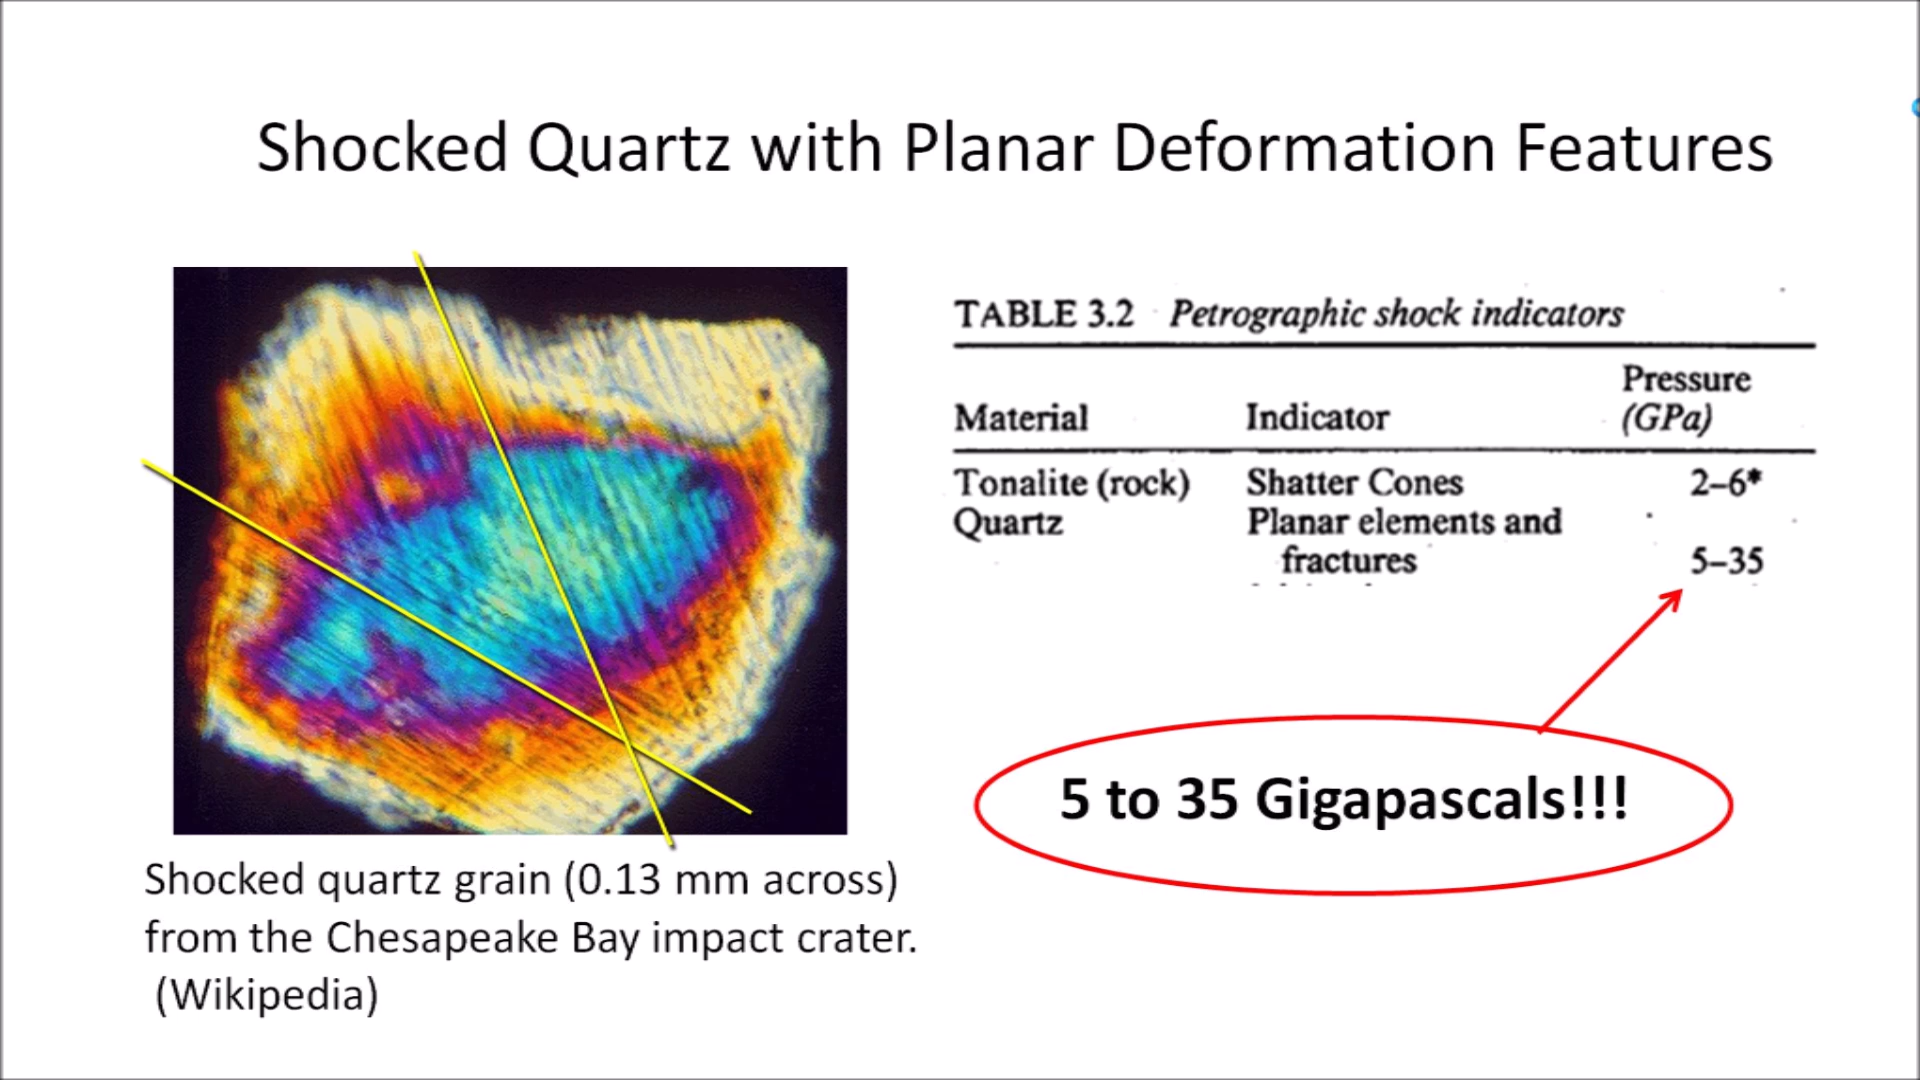 Shocked Quartz with Planar Deformation Features
TABLE 3.2 Petrographic shock indicators
Pressure
Material Indicator (GPa)
Tonalite (rock) Shatter Cones 2–6*
Quartz Planar elements and
fractures 5–35
5 to 35 Gigapascals!!!
Shocked quartz grain (0.13 mm across)
from the Chesapeake Bay impact crater.
(Wikipedia)